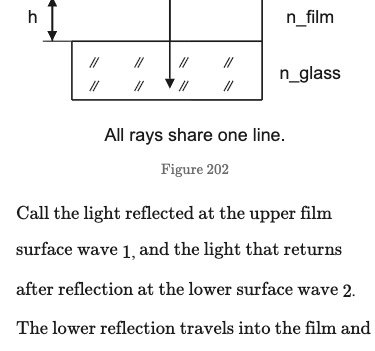 h
n_film
n_glass
All rays share one line.
Figure 202
Call the light reflected at the upper film
surface wave 1, and the light that returns
after reflection at the lower surface wave 2.
The lower reflection travels into the film and